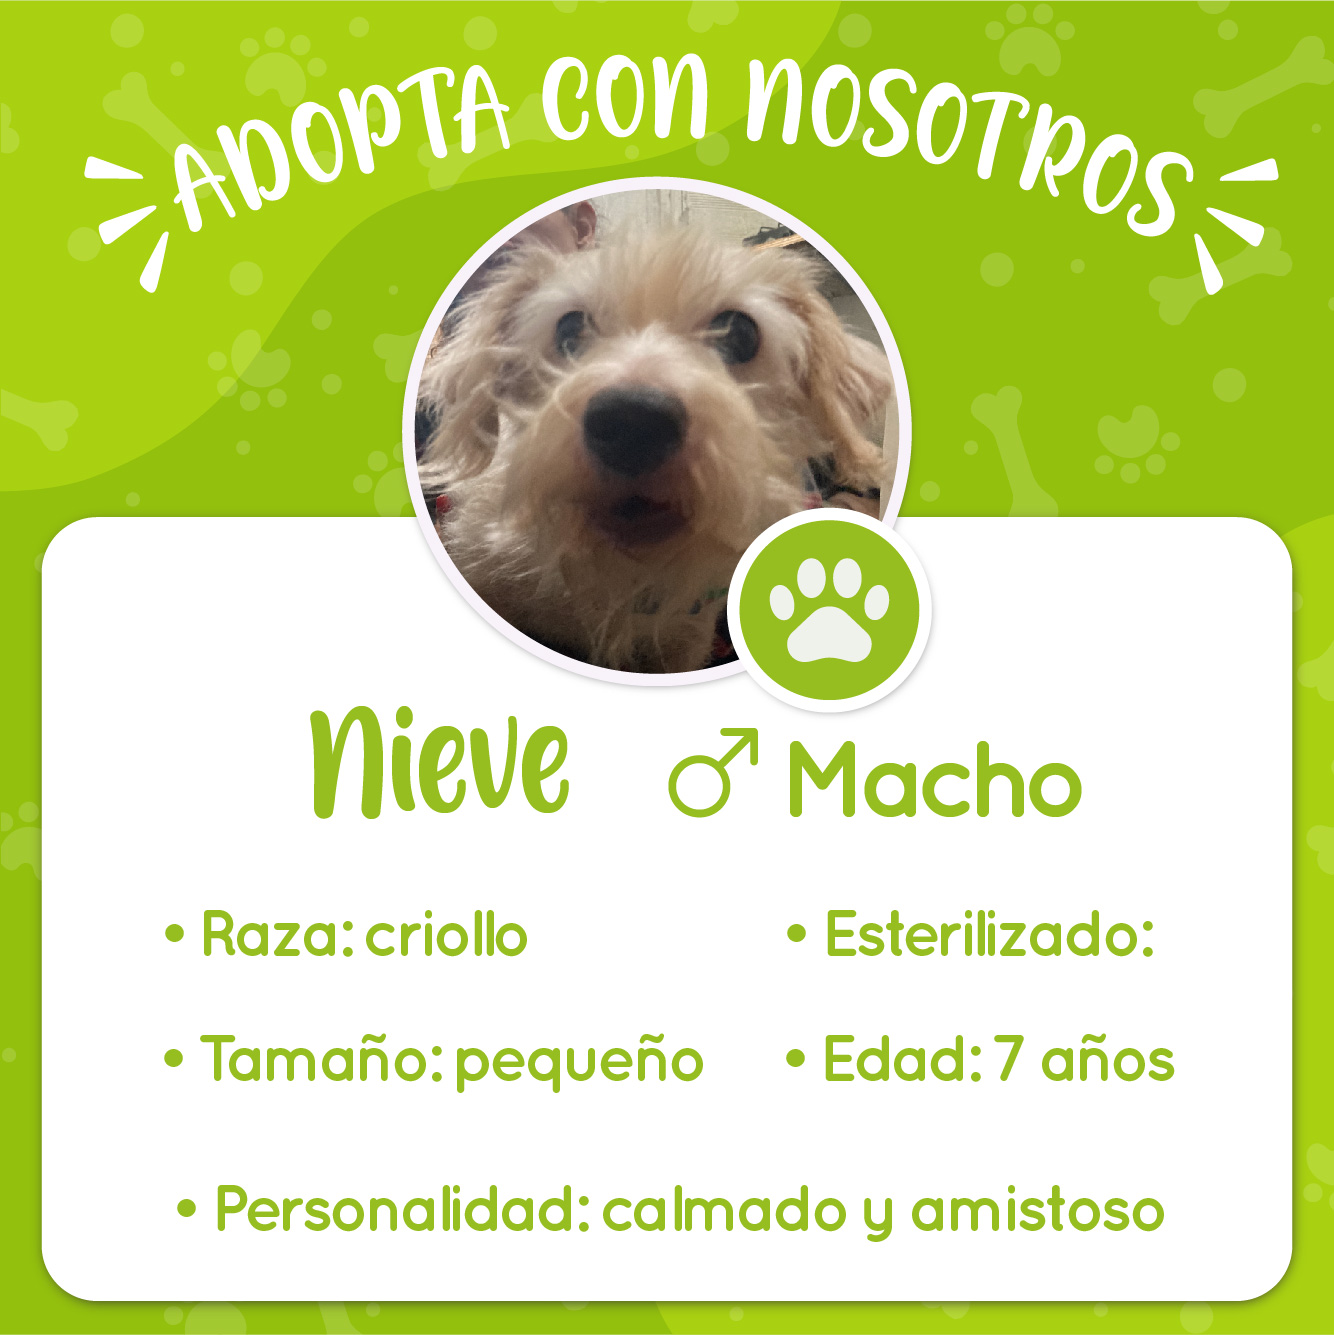 ADOPTA CON NOSOTROS
Nieve
♂ Macho
• Raza: criollo
• Esterilizado:
• Tamaño: pequeño
• Edad: 7 años
• Personalidad: calmado y amistoso